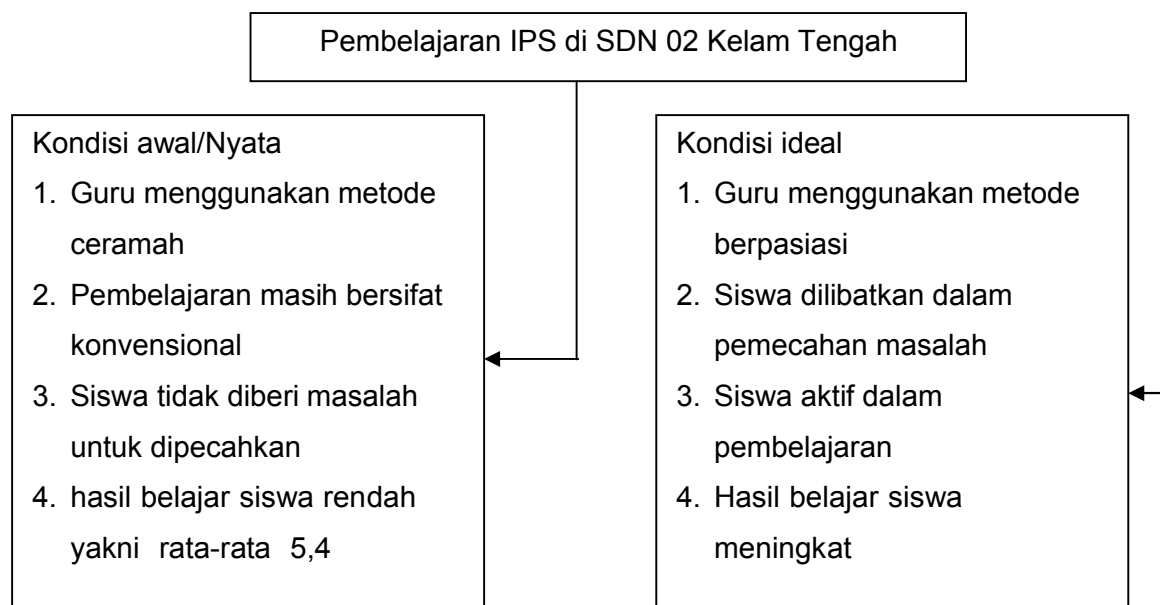 Pembelajaran IPS di SDN 02 Kelam Tengah
Kondisi awal/Nyata
1. Guru menggunakan metode
ceramah
2. Pembelajaran masih bersifat
konvensional
3. Siswa tidak diberi masalah
untuk dipecahkan
4. hasil belajar siswa rendah
yakni rata-rata 5,4
Kondisi ideal
1. Guru menggunakan metode
berpasiasi
2. Siswa dilibatkan dalam
pemecahan masalah
3. Siswa aktif dalam
pembelajaran
4. Hasil belajar siswa
meningkat